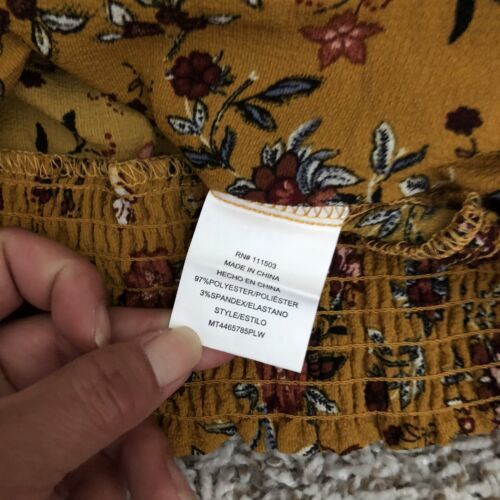 RN# 111503
MADE IN CHINA
HECHO EN CHINA
97%POLYESTER/POLIÉSTER
3%SPANDEX/ELASTANO
STYLE/ESTILO
MT4465785PLW